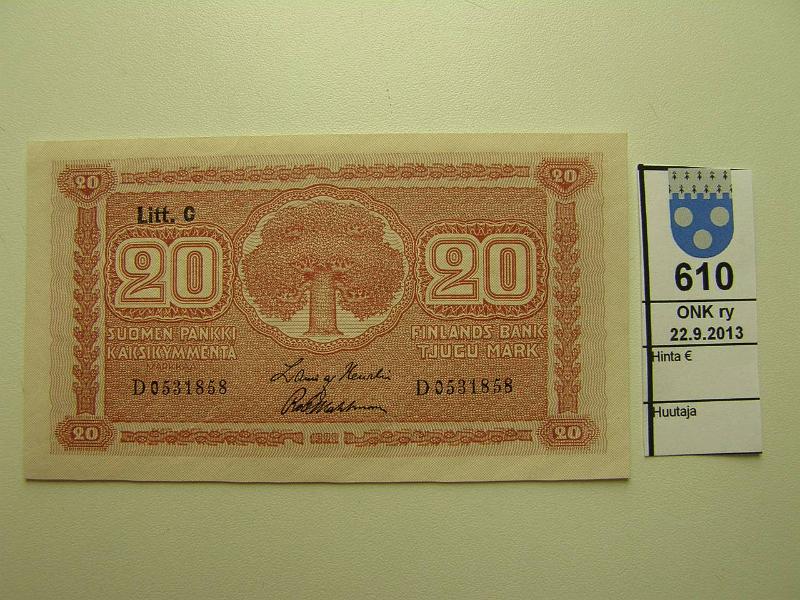 20 20
Litt. C
20 20
SUOMEN PANKKI FINLANDS BANK
KAKSIKYMMENTÄ TJUGU MARK
MARKKAA
D0531858 D0531858
20 20
610
ONK ry
22.9.2013
Hinta €
Huutaja